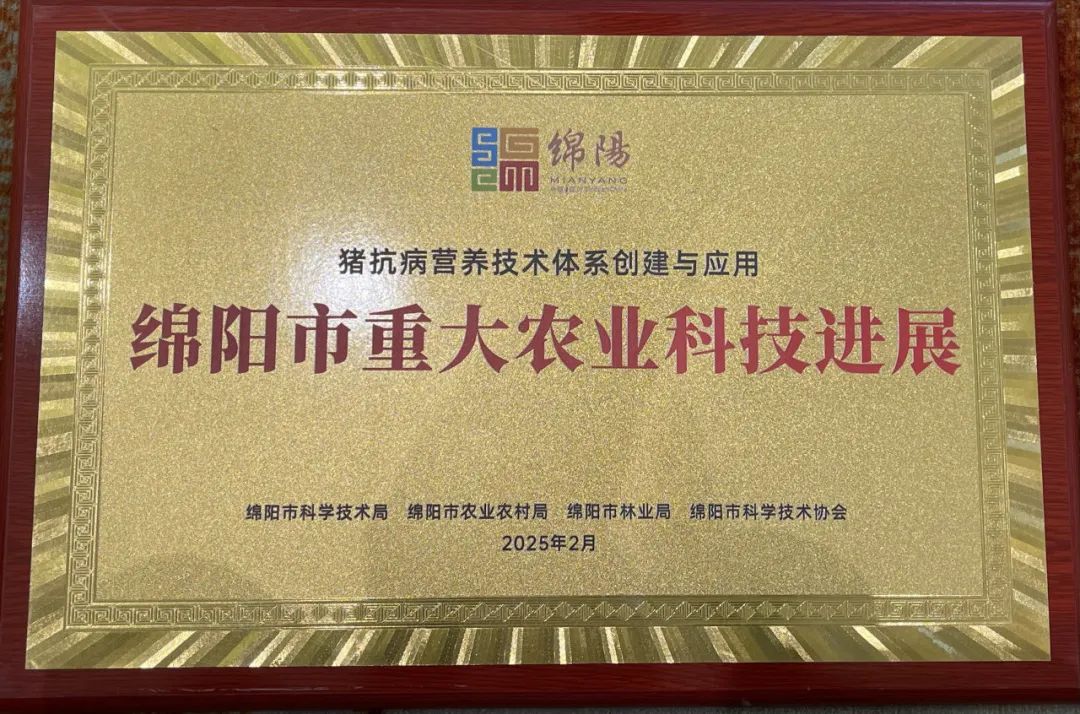 绵陽
MIANYANG
猪抗病营养技术体系创建与应用
绵阳市重大农业科技进展
绵阳市科学技术局 绵阳市农业农村局 绵阳市林业局 绵阳市科学技术协会
2025年2月